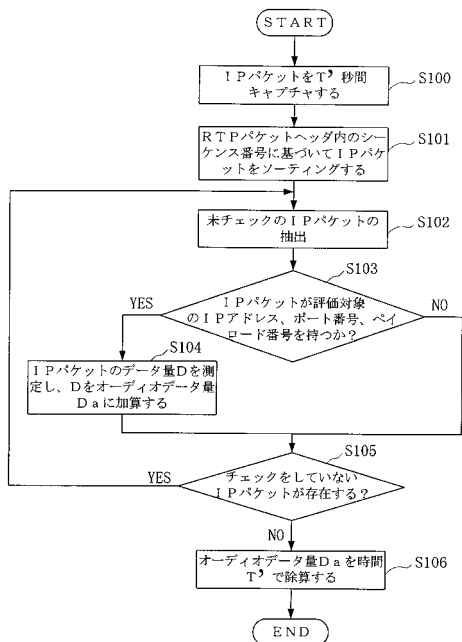 START
IPパケットをT’秒間
キャプチャする
S100
RTPパケットヘッダ内のシー
ケンス番号に基づいてIPパケ
ットをソーティングする
S101
未チェックのIPパケットの
抽出
S102
S103
IPパケットが評価対象
のIPアドレス、ポート番号、ペイ
ロード番号を持つか?
YES
NO
S104
IPパケットのデータ量Dを測
定し、Dをオーディオデータ量
Daに加算する
S105
チェックをしていない
IPパケットが存在する?
YES
NO
オーディオデータ量Daを時間
T’で除算する
S106
END